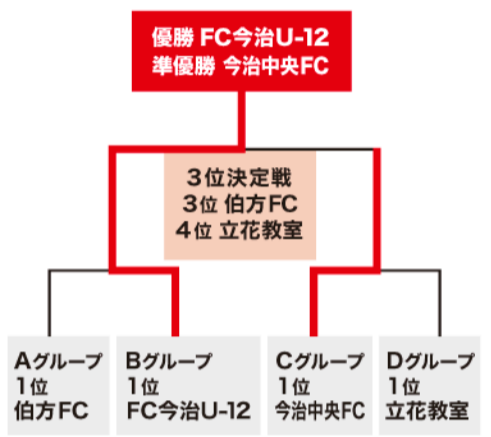 優勝 FC今治U-12
準優勝 今治中央FC
3位決定戦
3位 伯方FC
4位 立花教室
Aグループ
1位
伯方FC
Bグループ
1位
FC今治U-12
Cグループ
1位
今治中央FC
Dグループ
1位
立花教室